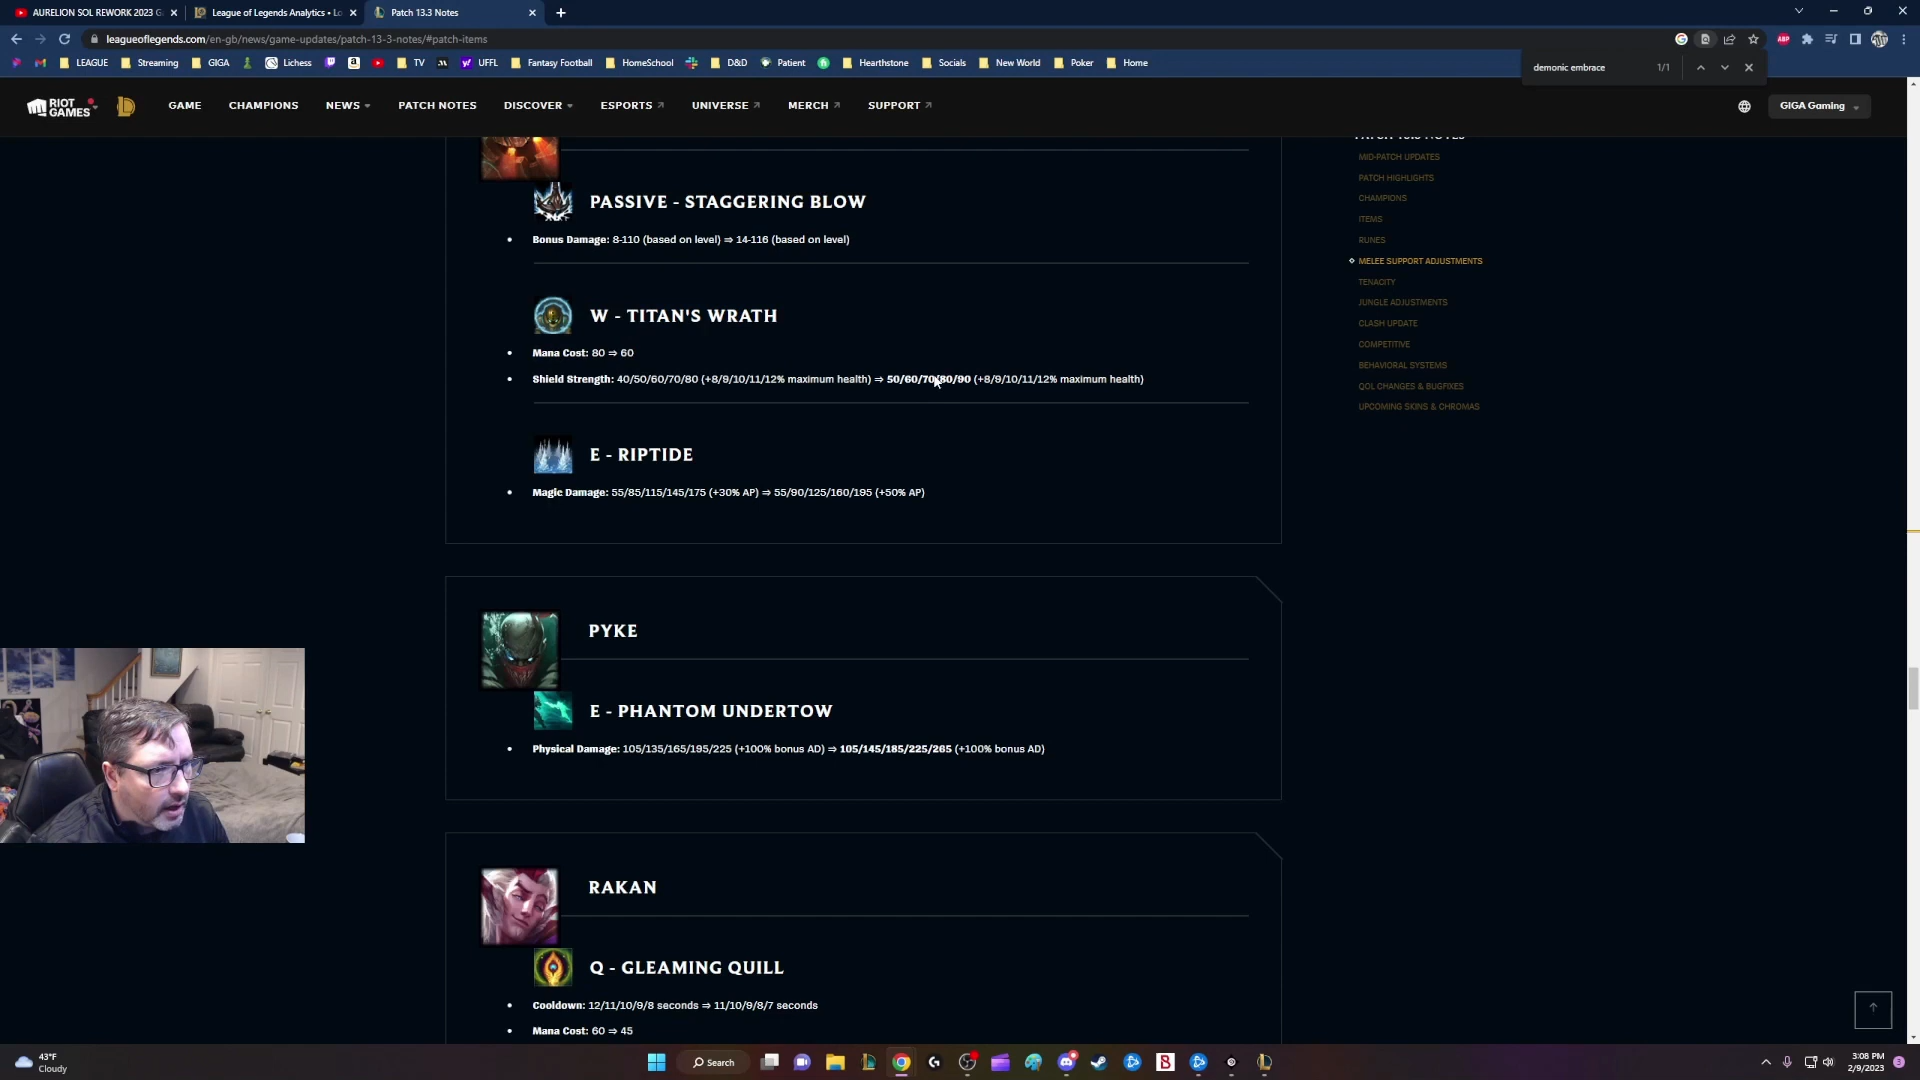 AURELION SOL REWORK 2023 G
League of Legends Analytics • Lo
Patch 13.3 Notes
leagueoflegends.com/en-gb/news/game-updates/patch-13-3-notes/#patch-items
LEAGUE
Streaming
GIGA
Lichess
TV
UFFL
Fantasy Football
HomeSchool
D&D
Patient
Hearthstone
Socials
New World
Poker
Home
demonic embrace
1/1
RIOT GAMES
GAME
CHAMPIONS
NEWS
PATCH NOTES
DISCOVER
ESPORTS
UNIVERSE
MERCH
SUPPORT
GIGA Gaming
PASSIVE - STAGGERING BLOW
• Bonus Damage: 8-110 (based on level) ⇒ 14-116 (based on level)
W - TITAN'S WRATH
• Mana Cost: 80 ⇒ 60
• Shield Strength: 40/50/60/70/80 (+8/9/10/11/12% maximum health) ⇒ 50/60/70/80/90 (+8/9/10/11/12% maximum health)
E - RIPTIDE
• Magic Damage: 55/85/115/145/175 (+30% AP) ⇒ 55/90/125/160/195 (+50% AP)
PYKE
E - PHANTOM UNDERTOW
• Physical Damage: 105/135/165/195/225 (+100% bonus AD) ⇒ 105/145/185/225/265 (+100% bonus AD)
RAKAN
Q - GLEAMING QUILL
• Cooldown: 12/11/10/9/8 seconds ⇒ 11/10/9/8/7 seconds
• Mana Cost: 60 ⇒ 45
PATCH 13.3 NOTES
MID-PATCH UPDATES
PATCH HIGHLIGHTS
CHAMPIONS
ITEMS
RUNES
MELEE SUPPORT ADJUSTMENTS
TENACITY
JUNGLE ADJUSTMENTS
CLASH UPDATE
COMPETITIVE
BEHAVIORAL SYSTEMS
QOL CHANGES & BUGFIXES
UPCOMING SKINS & CHROMAS
43°F
Cloudy
Search
3:08 PM
2/9/2023
3